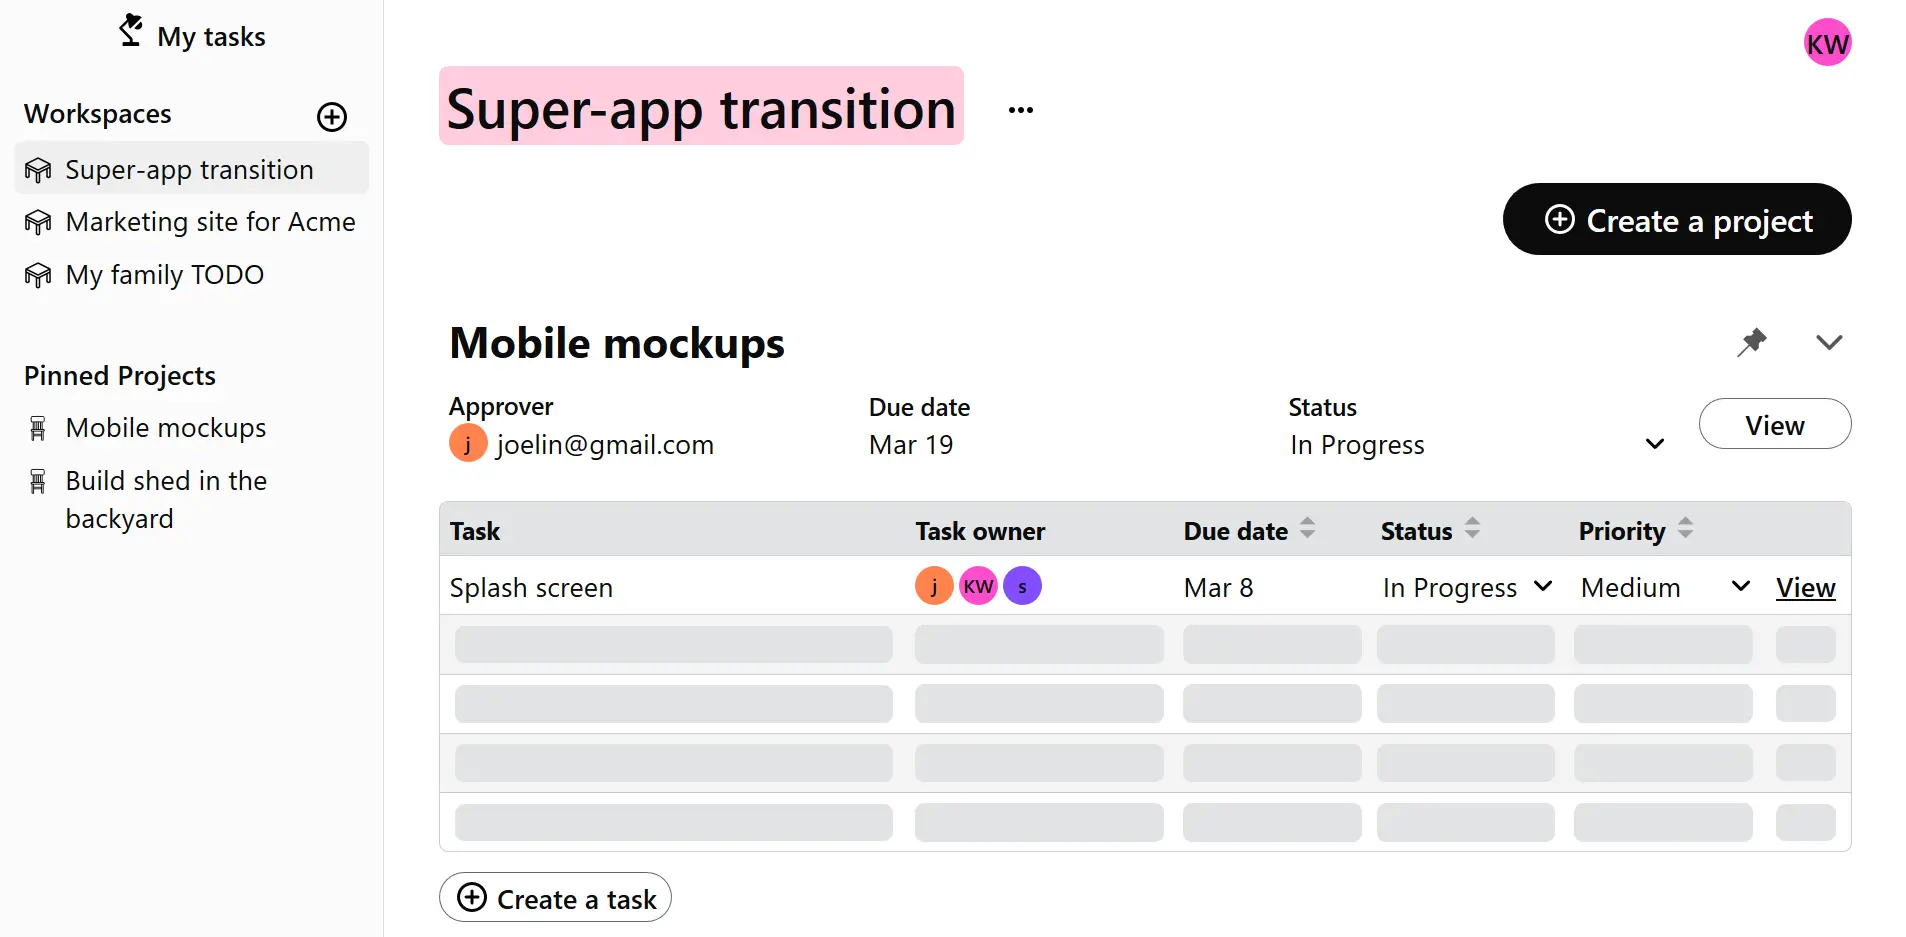 My tasks
Workspaces
Super-app transition
Marketing site for Acme
My family TODO
Pinned Projects
Mobile mockups
Build shed in the
backyard
KW
Super-app transition
Create a project
Mobile mockups
Approver
j joelin@gmail.com
Due date
Mar 19
Status
In Progress
View
Task Task owner Due date Status Priority
Splash screen j KW s Mar 8 In Progress Medium View
Create a task